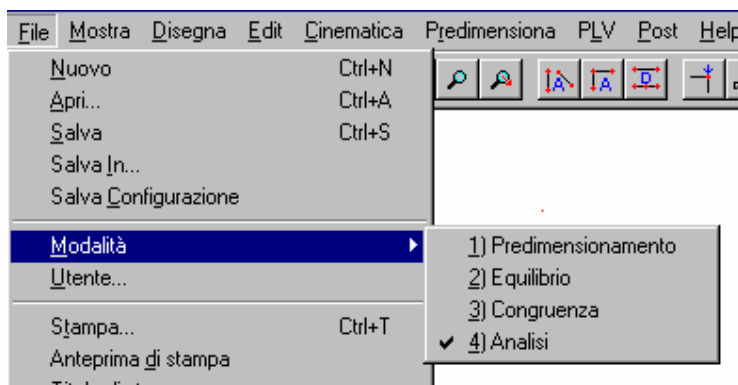 File Mostra Disegna Edit Cinematica Predimensiona PLV Post Help
Nuovo Ctrl+N
Apri... Ctrl+A
Salva Ctrl+S
Salva In...
Salva Configurazione
Modalità
Utente...
Stampa... Ctrl+T
Anteprima di stampa
1) Predimensionamento
2) Equilibrio
3) Congruenza
4) Analisi
A
A
D